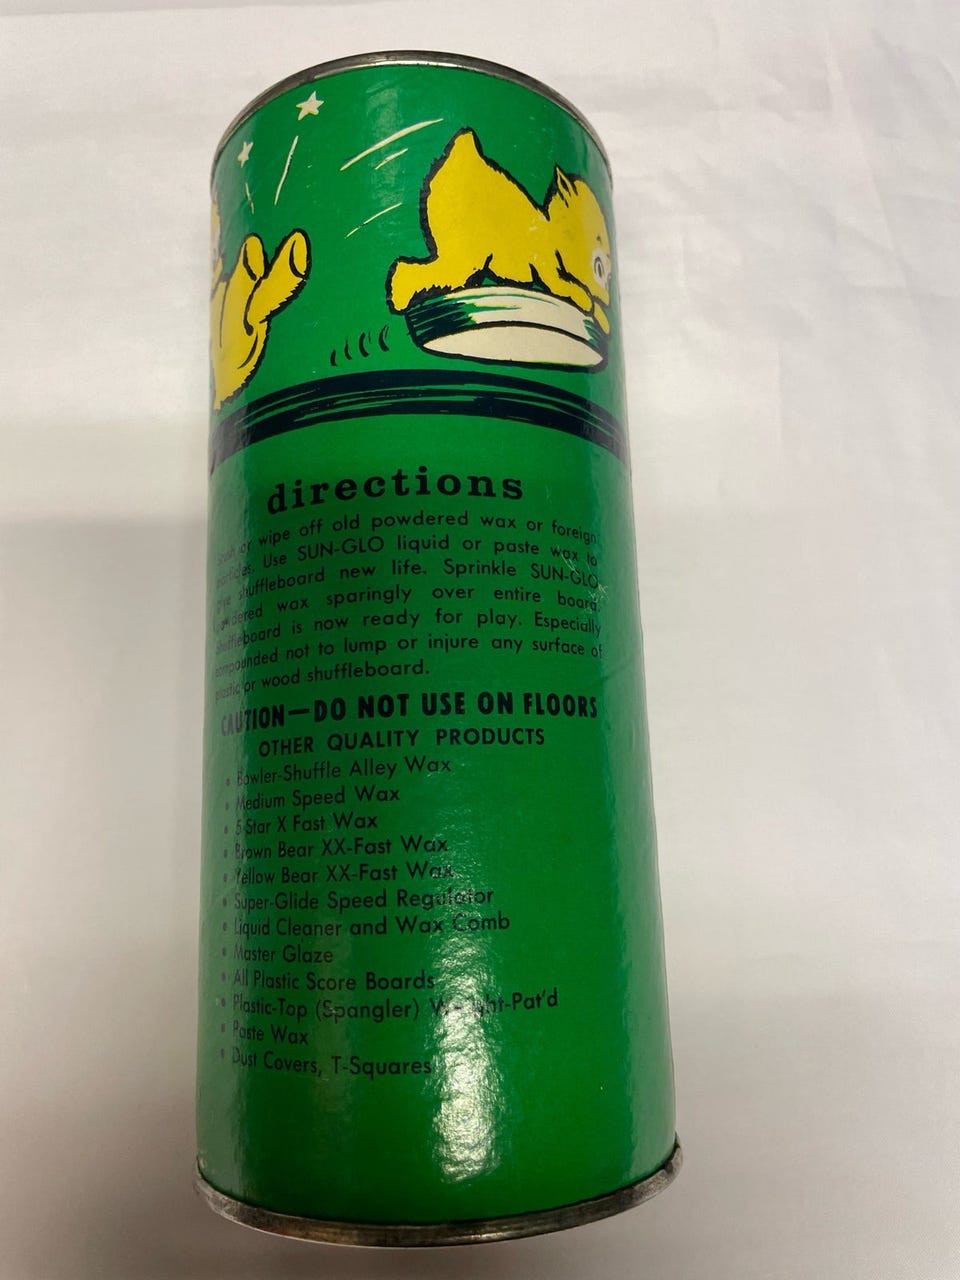 directions
Brush or wipe off old powdered wax or foreign
particles. Use SUN-GLO liquid or paste wax to
give shuffleboard new life. Sprinkle SUN-GLO
powdered wax sparingly over entire board.
Shuffleboard is now ready for play. Especially
compounded not to lump or injure any surface of
plastic or wood shuffleboard.
CAUTION—DO NOT USE ON FLOORS
OTHER QUALITY PRODUCTS
• Bowler-Shuffle Alley Wax
• Medium Speed Wax
• 5-Star X Fast Wax
• Brown Bear XX-Fast Wax
• Yellow Bear XX-Fast Wax
• Super-Glide Speed Regulator
• Liquid Cleaner and Wax Comb
• Master Glaze
• All Plastic Score Boards
• Plastic-Top (Spangler) Weight-Pat'd
• Paste Wax
• Dust Covers, T-Squares